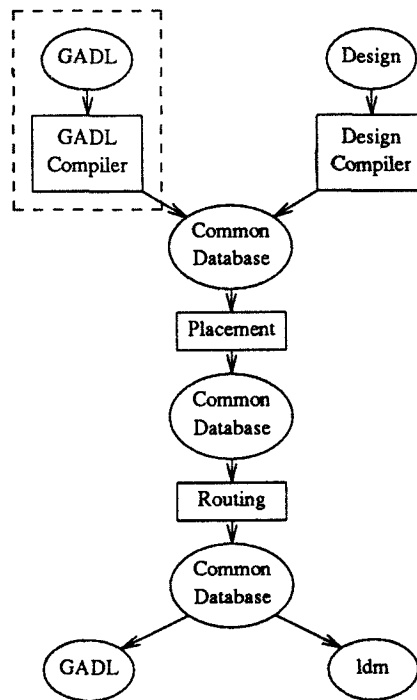 GADL
Design
GADL
Compiler
Design
Compiler
Common
Database
Placement
Common
Database
Routing
Common
Database
GADL
ldm